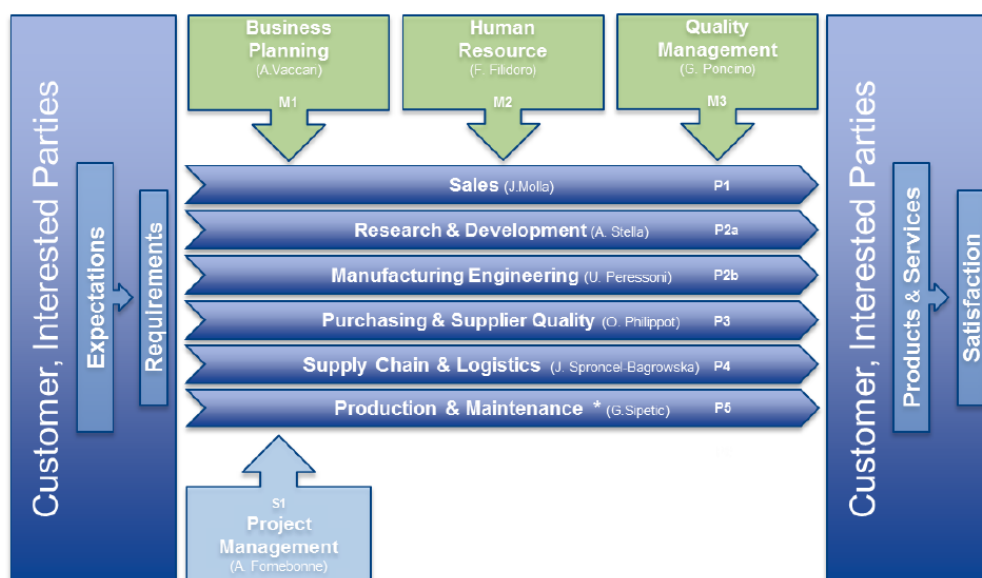 Customer, Interested Parties
Expectations
Requirements
Business
Planning
(A.Vaccari)
M1
Human
Resource
(F. Filidoro)
M2
Quality
Management
(G. Poncino)
M3
Sales (J.Molla) P1
Research & Development (A. Stella) P2a
Manufacturing Engineering (U. Peressoni) P2b
Purchasing & Supplier Quality (O. Philippot) P3
Supply Chain & Logistics (J. Sproncel-Bagrowska) P4
Production & Maintenance * (G.Sipetic) P5
S1
Project
Management
(A. Fornebonne)
Customer, Interested Parties
Products & Services
Satisfaction